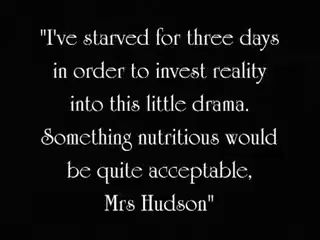 "I've starved for three days
in order to invest reality
into this little drama.
Something nutritious would
be quite acceptable,
Mrs Hudson"